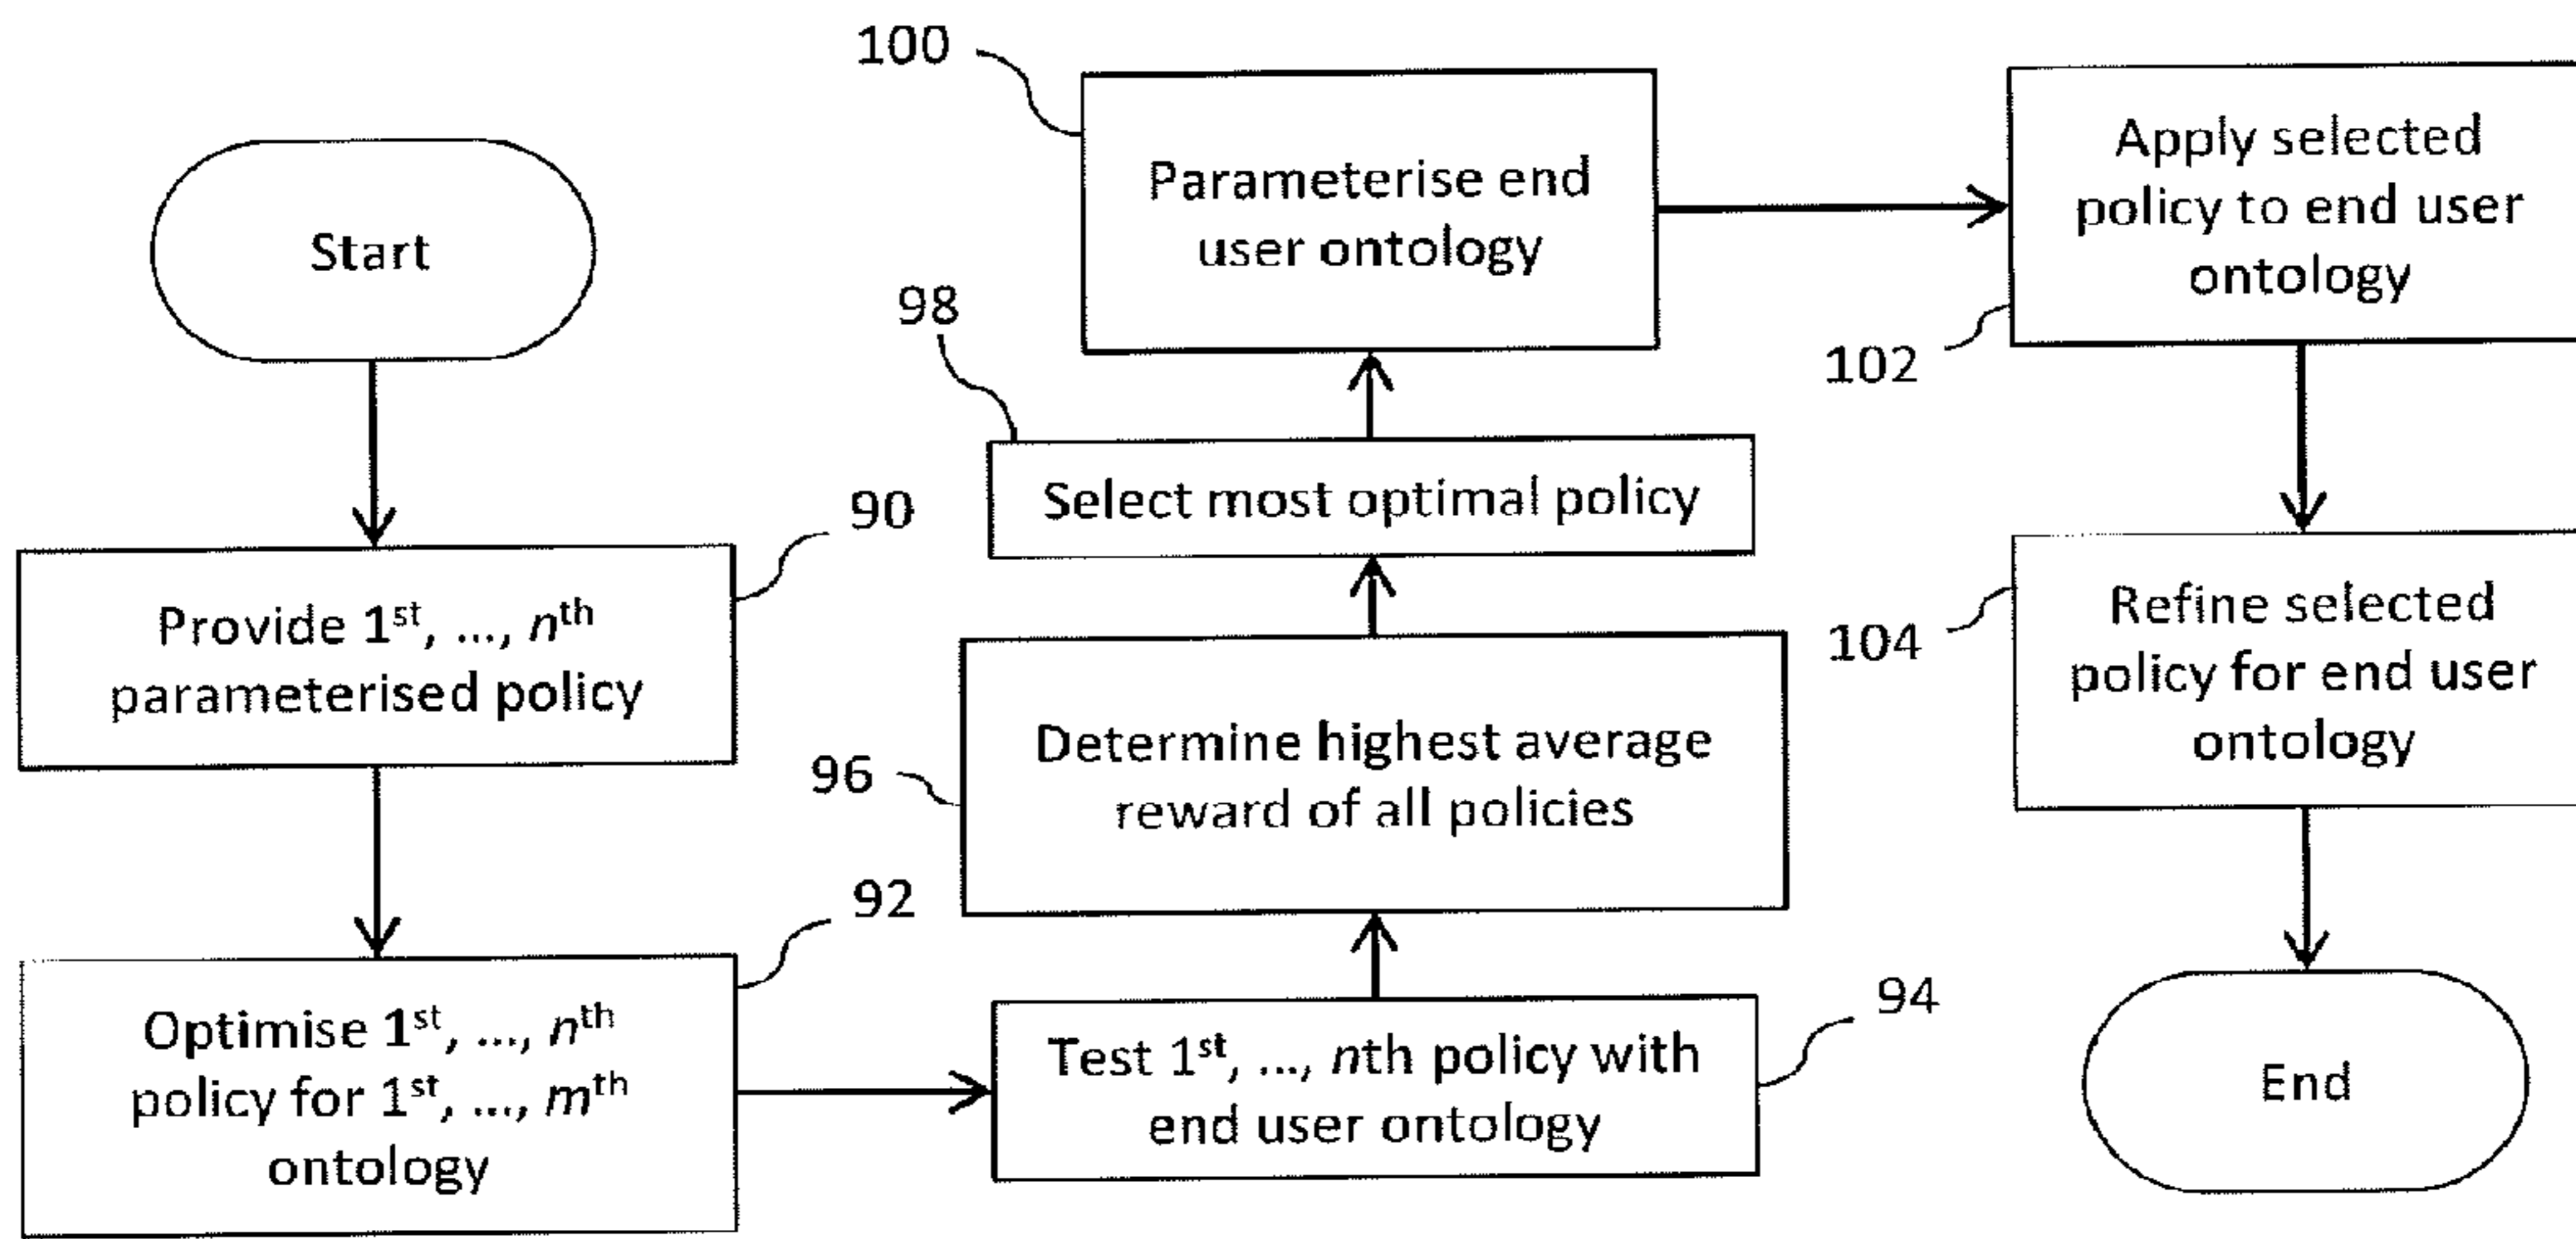 Start
90
Provide 1st, ..., nth
parameterised policy
92
Optimise 1st, ..., nth
policy for 1st, ..., mth
ontology
94
Test 1st, ..., nth policy with
end user ontology
96
Determine highest average
reward of all policies
98
Select most optimal policy
100
Parameterise end
user ontology
102
Apply selected
policy to end user
ontology
104
Refine selected
policy for end user
ontology
End